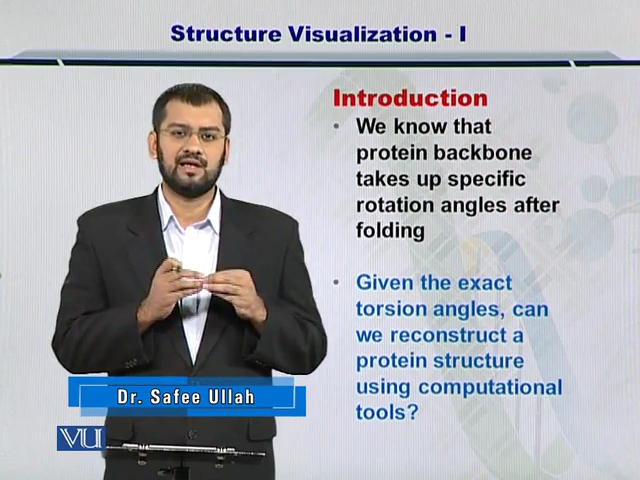 Structure Visualization - I
Introduction
• We know that
protein backbone
takes up specific
rotation angles after
folding
• Given the exact
torsion angles, can
we reconstruct a
protein structure
using computational
tools?
Dr. Safee Ullah
VU